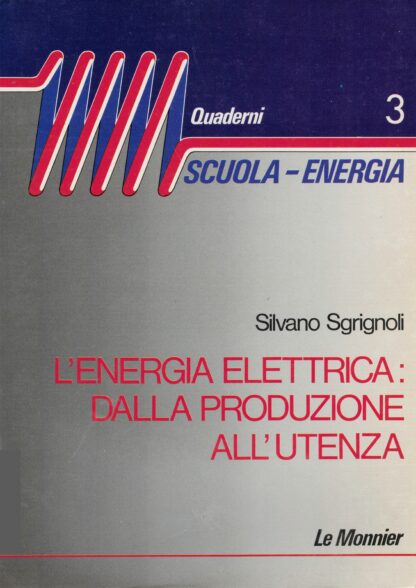 Quaderni 3
SCUOLA-ENERGIA
Silvano Sgrignoli
L'ENERGIA ELETTRICA:
DALLA PRODUZIONE
ALL'UTENZA
Le Monnier